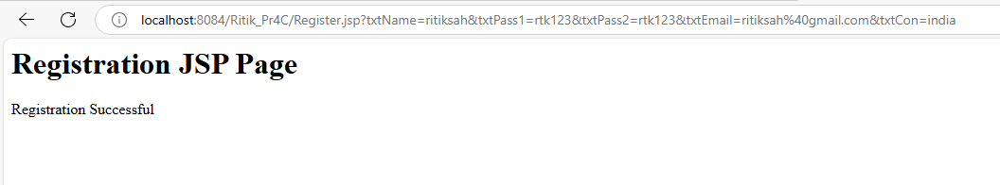 localhost:8084/Ritik_Pr4C/Register.jsp?txtName=ritiksah&txtPass1=rtk123&txtPass2=rtk123&txtEmail=ritiksah%40gmail.com&txtCon=india
Registration JSP Page
Registration Successful